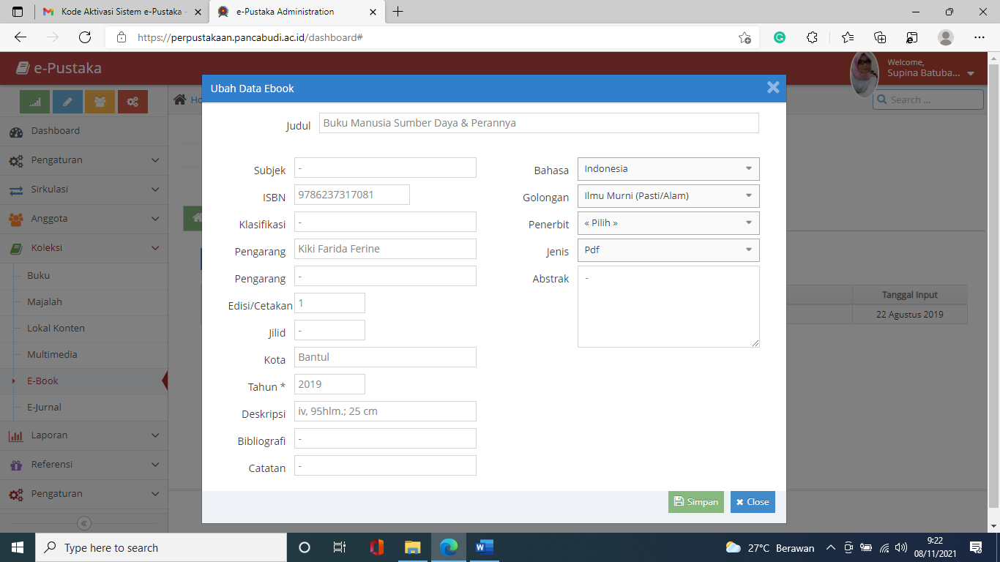 Kode Aktivasi Sistem e-Pustaka -
e-Pustaka Administration
https://perpustakaan.pancabudi.ac.id/dashboard#
e-Pustaka
Welcome,
Supina Batuba...
Search ...
Ho
Dashboard
Pengaturan
Sirkulasi
Anggota
Koleksi
Buku
Majalah
Lokal Konten
Multimedia
E-Book
E-Jurnal
Laporan
Referensi
Pengaturan
Ubah Data Ebook
Judul Buku Manusia Sumber Daya & Perannya
Subjek -
ISBN 9786237317081
Klasifikasi -
Pengarang Kiki Farida Ferine
Pengarang -
Edisi/Cetakan 1
Jilid -
Kota Bantul
Tahun * 2019
Deskripsi iv, 95hlm.; 25 cm
Bibliografi -
Catatan -
Bahasa Indonesia
Golongan Ilmu Murni (Pasti/Alam)
Penerbit « Pilih »
Jenis Pdf
Abstrak -
Simpan
Close
Tanggal Input
22 Agustus 2019
Type here to search
27°C Berawan
9:22
08/11/2021